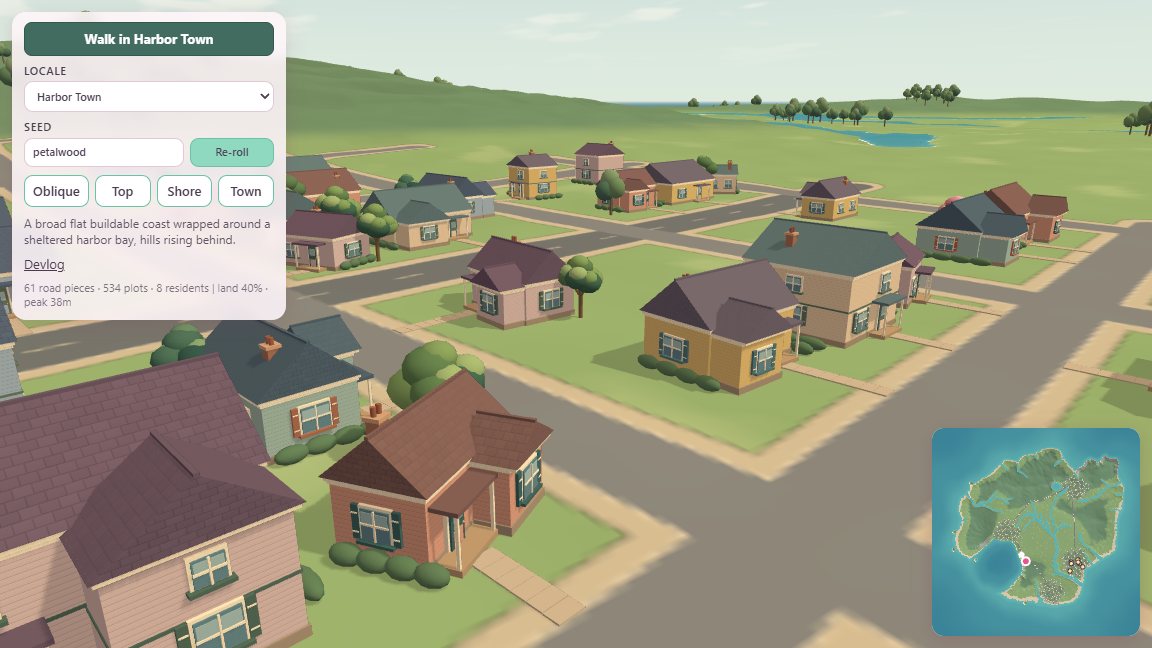 Walk in Harbor Town
LOCALE
Harbor Town
SEED
petalwood
Re-roll
Oblique
Top
Shore
Town
A broad flat buildable coast wrapped around a
sheltered harbor bay, hills rising behind.
Devlog
61 road pieces · 534 plots · 8 residents | land 40% ·
peak 38m